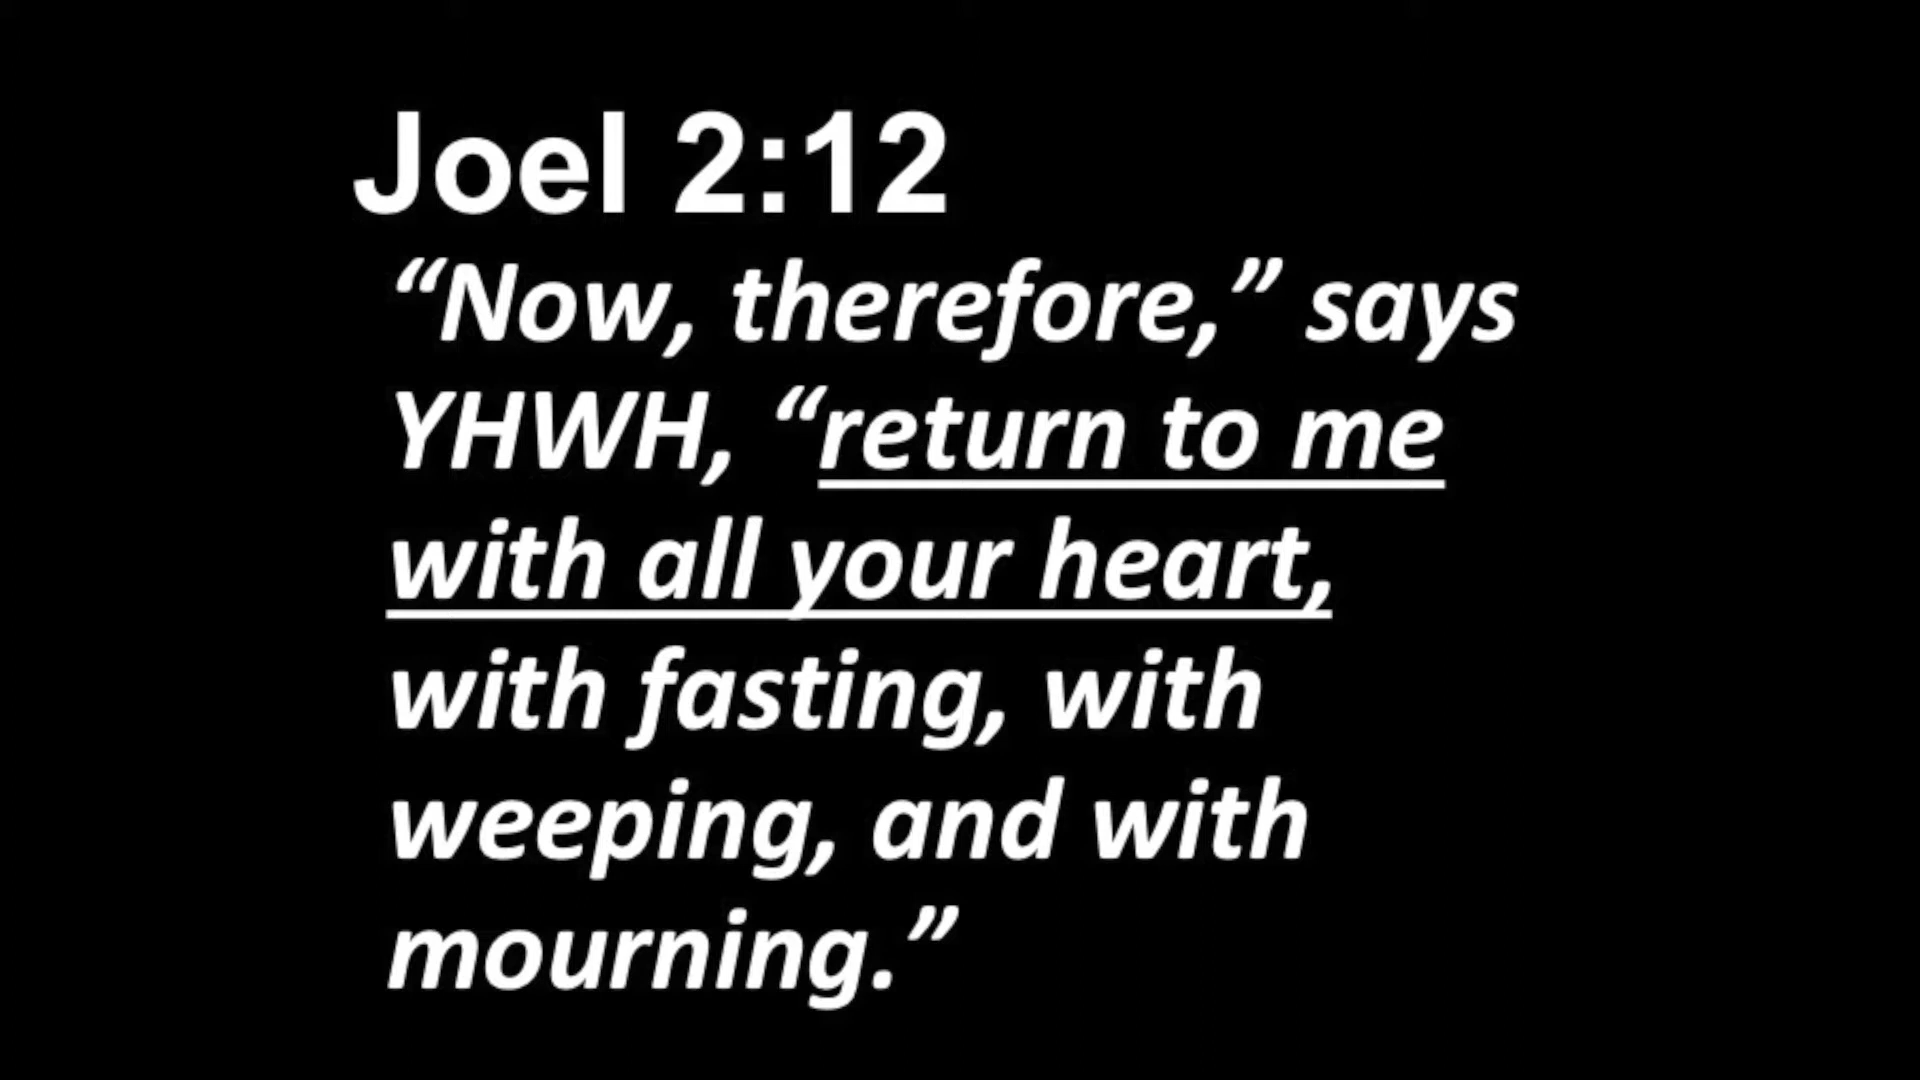 Joel 2:12
“Now, therefore,” says
YHWH, “return to me
with all your heart,
with fasting, with
weeping, and with
mourning.”